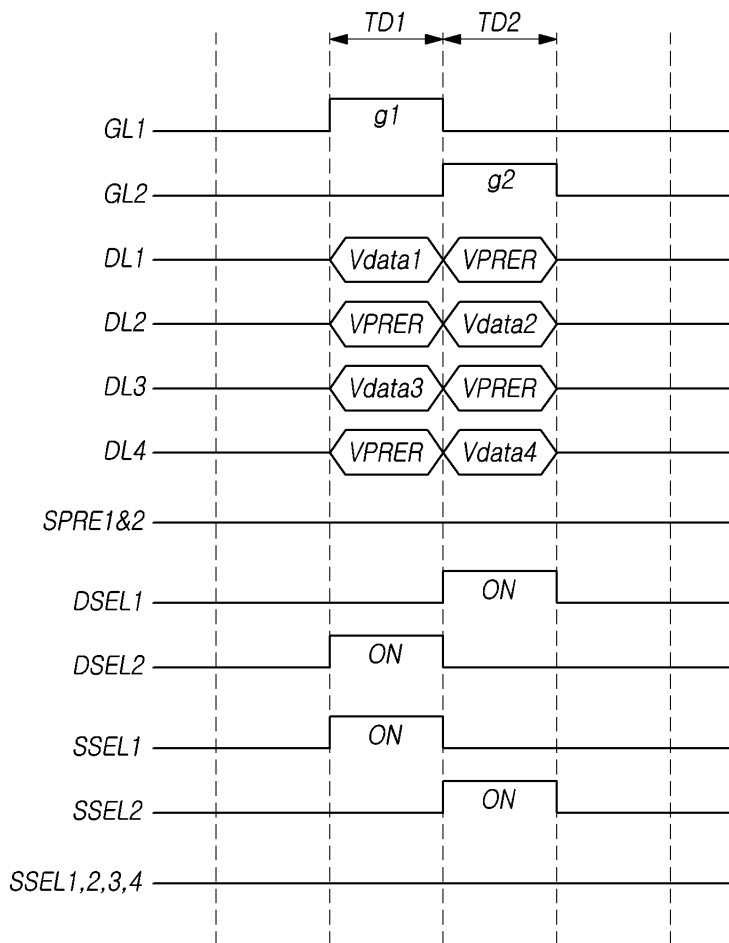 TD1 TD2
GL1 g1
GL2 g2
DL1 Vdata1 VPRER
DL2 VPRER Vdata2
DL3 Vdata3 VPRER
DL4 VPRER Vdata4
SPRE1&2
DSEL1 ON
DSEL2 ON
SSEL1 ON
SSEL2 ON
SSEL1,2,3,4